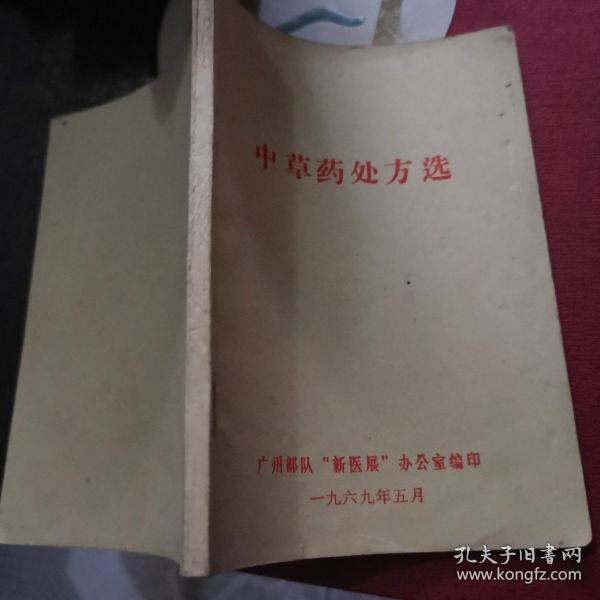 中草药处方选
广州部队“新医展”办公室编印
一九六九年五月
孔夫子旧書网
www.kongfz.com